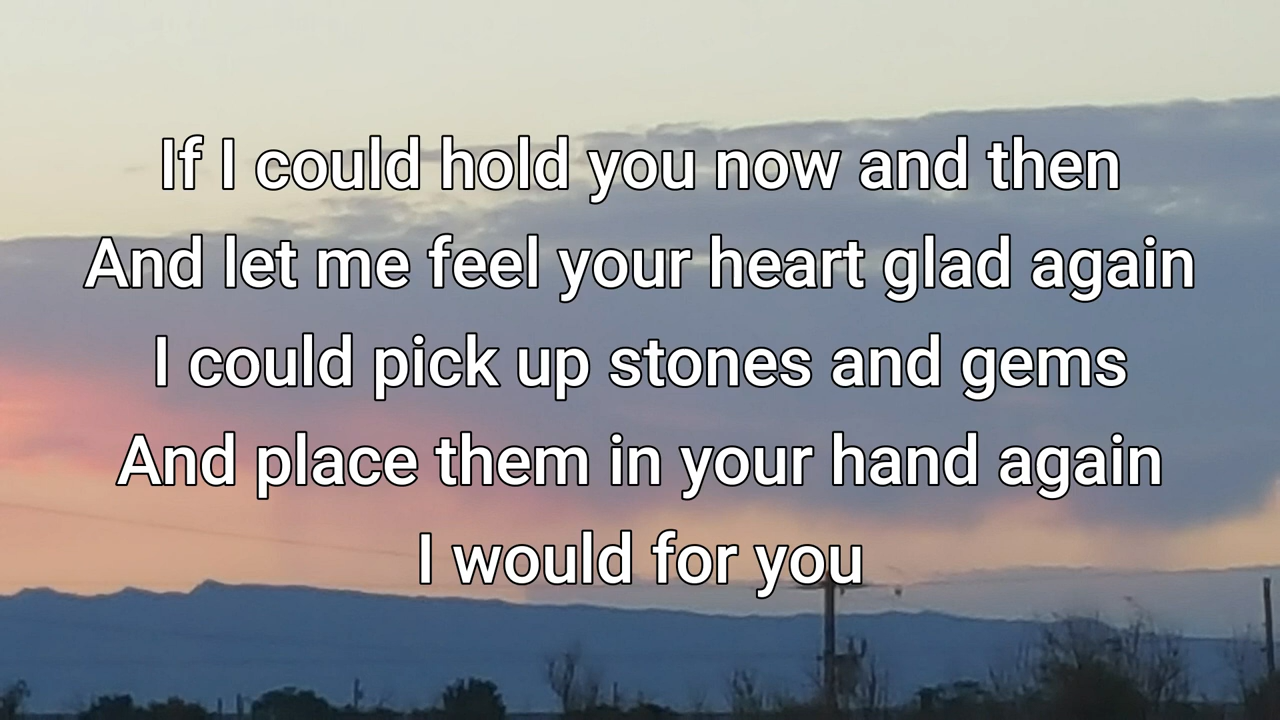 If I could hold you now and then
And let me feel your heart glad again
I could pick up stones and gems
And place them in your hand again
I would for you